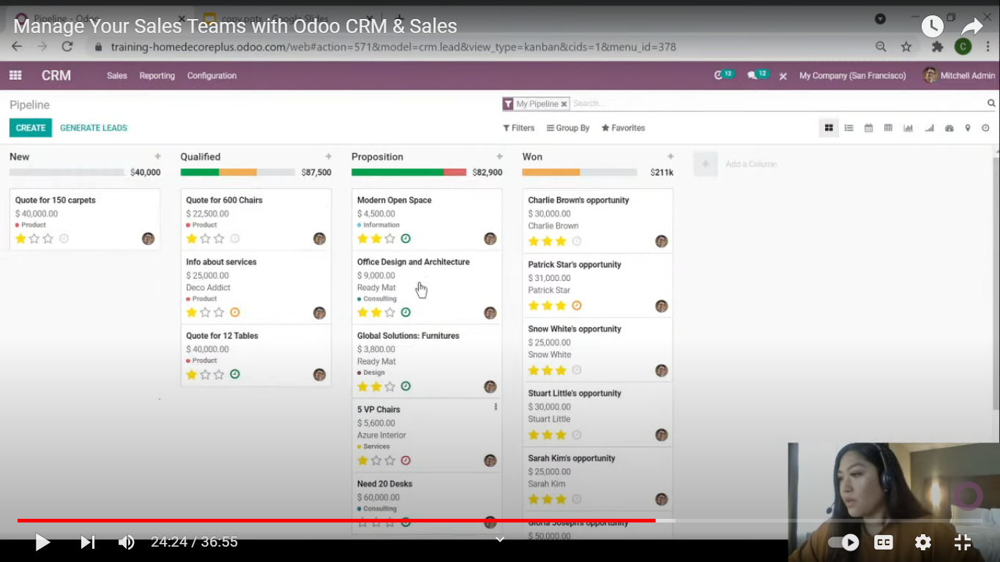 Pipeline - Odoo
copy.pptx - Google Slides
Manage Your Sales Teams with Odoo CRM & Sales
training-homedecoreplus.odoo.com/web#action=571&model=crm.lead&view_type=kanban&cids=1&menu_id=378
C
CRM Sales Reporting Configuration 12 12 My Company (San Francisco) Mitchell Admin
Pipeline
My Pipeline Search...
CREATE GENERATE LEADS
Filters Group By Favorites
New + $40,000
Quote for 150 carpets
$ 40,000.00
Product
Qualified + $87,500
Quote for 600 Chairs
$ 22,500.00
Product
Info about services
$ 25,000.00
Deco Addict
Product
Quote for 12 Tables
$ 40,000.00
Product
Proposition + $82,900
Modern Open Space
$ 4,500.00
Information
Office Design and Architecture
$ 9,000.00
Ready Mat
Consulting
Global Solutions: Furnitures
$ 3,800.00
Ready Mat
Design
5 VP Chairs
$ 5,600.00
Azure Interior
Services
Need 20 Desks
$ 60,000.00
Consulting
Won + $211k
Charlie Brown's opportunity
$ 30,000.00
Charlie Brown
Patrick Star's opportunity
$ 31,000.00
Patrick Star
Snow White's opportunity
$ 25,000.00
Snow White
Stuart Little's opportunity
$ 30,000.00
Stuart Little
Sarah Kim's opportunity
$ 25,000.00
Sarah Kim
Gloria Joseph's opportunity
$ 50,000.00
+ Add a Column
24:24 / 36:55
CC